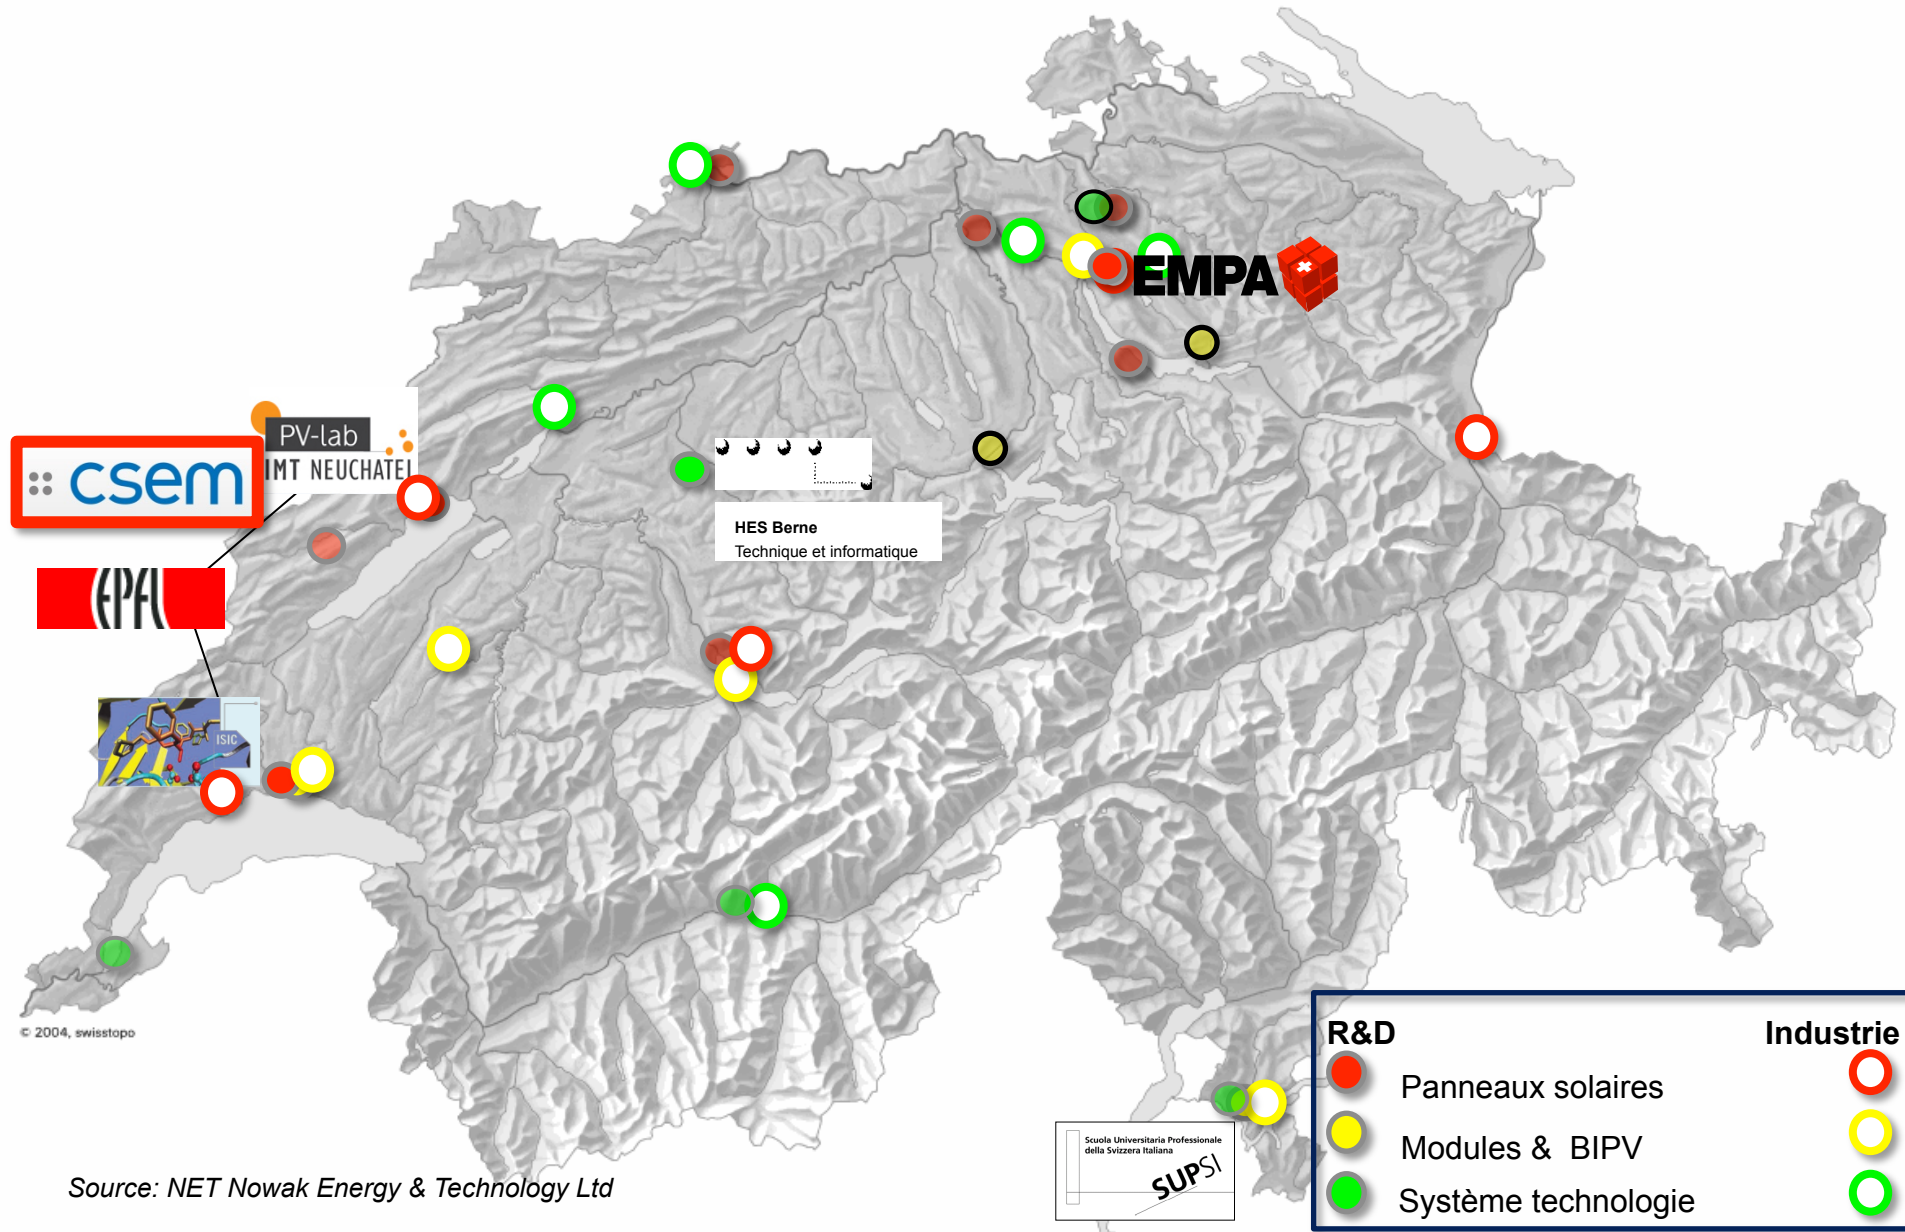 EMPA
PV-lab
IMT NEUCHATEL
csem
HES Berne
Technique et informatique
EPFL
ISIC
© 2004, swisstopo
R&D
Industrie
Panneaux solaires
Modules & BIPV
Système technologie
Scuola Universitaria Professionale
della Svizzera Italiana
SUPSI
Source: NET Nowak Energy & Technology Ltd